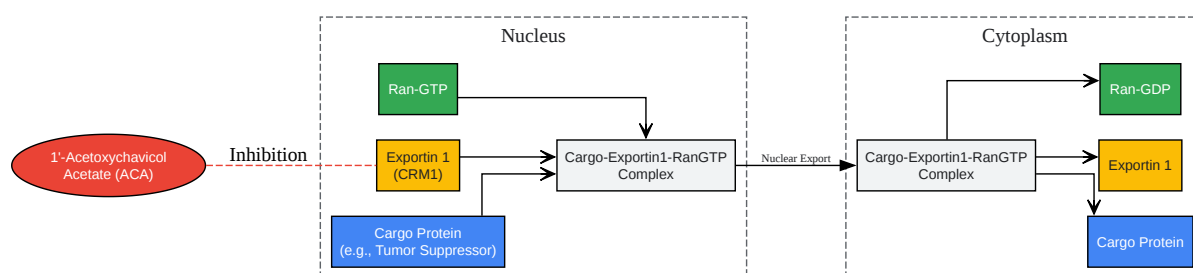 Nucleus
Cytoplasm
Ran-GTP
Ran-GDP
1'-Acetoxychavicol
Acetate (ACA)
Inhibition
Exportin 1
(CRM1)
Cargo-Exportin1-RanGTP
Complex
Nuclear Export
Cargo-Exportin1-RanGTP
Complex
Exportin 1
Cargo Protein
(e.g., Tumor Suppressor)
Cargo Protein